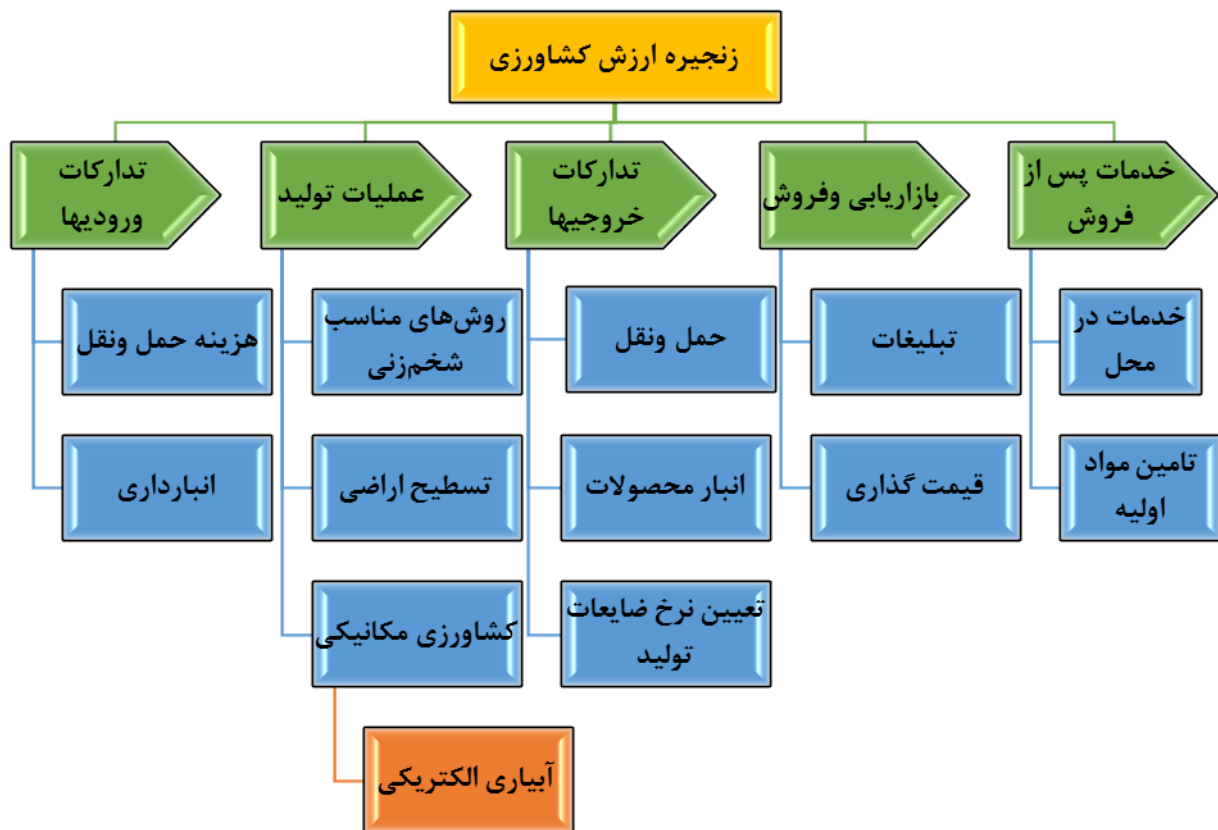 زنجیره ارزش کشاورزی
تدارکات
ورودیها
هزینه حمل ونقل
انبارداری
عملیات تولید
روش‌های مناسب
شخم‌زنی
تسطیح اراضی
کشاورزی مکانیکی
آبیاری الکتریکی
تدارکات
خروجیها
حمل ونقل
انبار محصولات
تعیین نرخ ضایعات
تولید
بازاریابی وفروش
تبلیغات
قیمت گذاری
خدمات پس از
فروش
خدمات در
محل
تامین مواد
اولیه